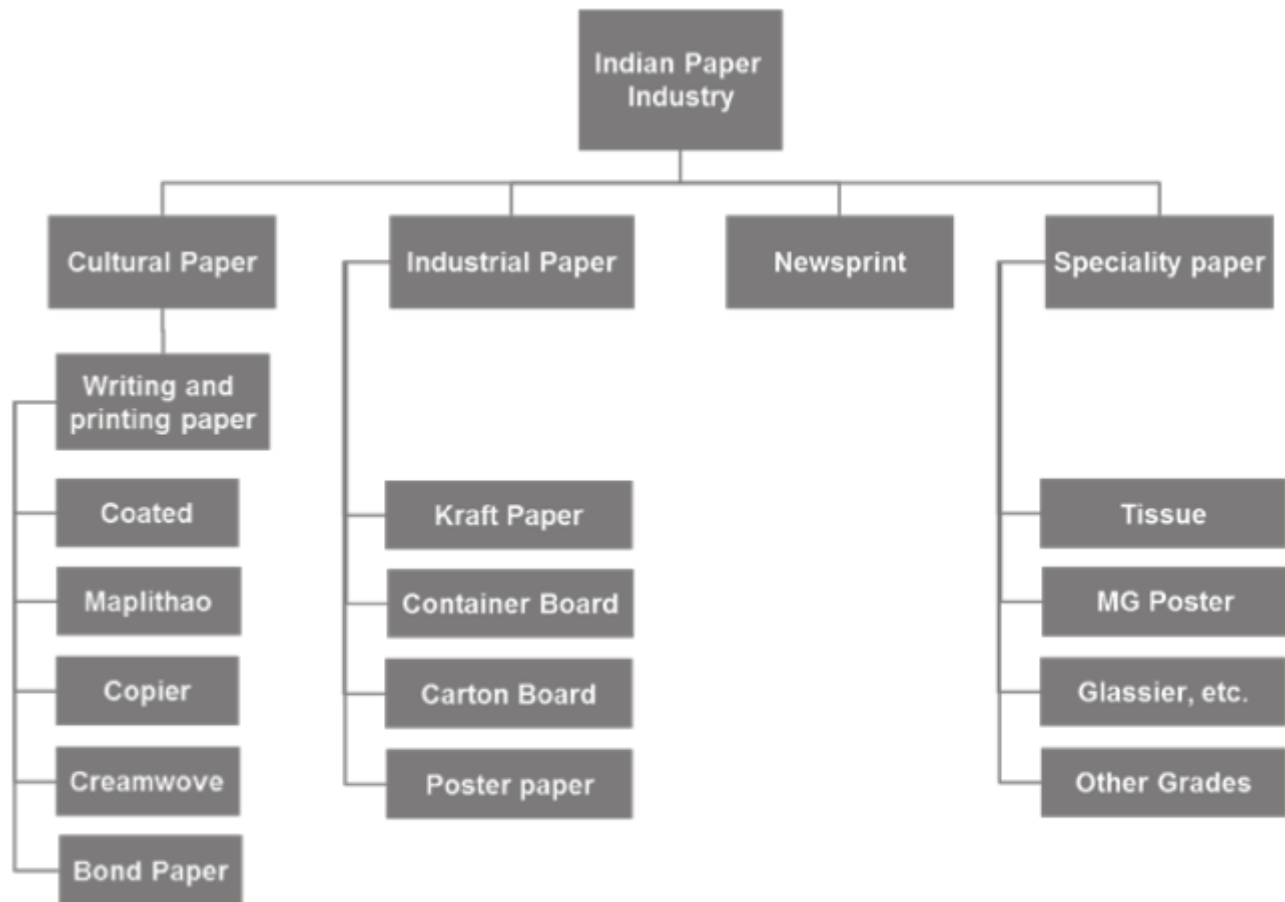 Indian Paper
Industry
Cultural Paper
Industrial Paper
Newsprint
Speciality paper
Writing and
printing paper
Coated
Maplithao
Copier
Creamwove
Bond Paper
Kraft Paper
Container Board
Carton Board
Poster paper
Tissue
MG Poster
Glassier, etc.
Other Grades